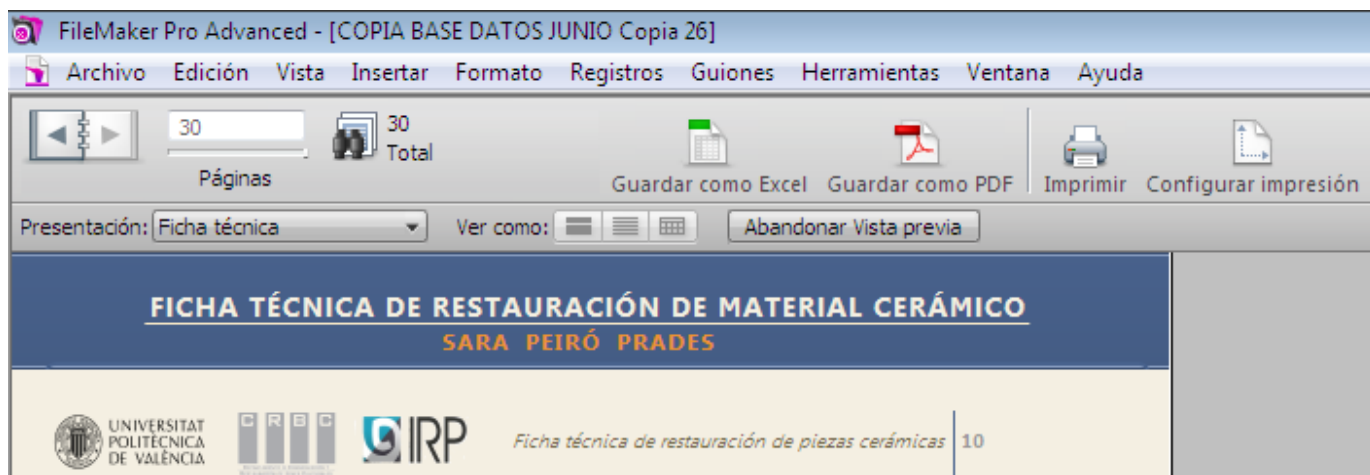 FileMaker Pro Advanced - [COPIA BASE DATOS JUNIO Copia 26]
Archivo Edición Vista Insertar Formato Registros Guiones Herramientas Ventana Ayuda
30
30
Total
Páginas
Guardar como Excel Guardar como PDF Imprimir Configurar impresión
Presentación: Ficha técnica Ver como: Abandonar Vista previa
FICHA TÉCNICA DE RESTAURACIÓN DE MATERIAL CERÁMICO
SARA PEIRÓ PRADES
UNIVERSITAT
POLITÈCNICA
DE VALÈNCIA
CRBC
IRP
Ficha técnica de restauración de piezas cerámicas 10